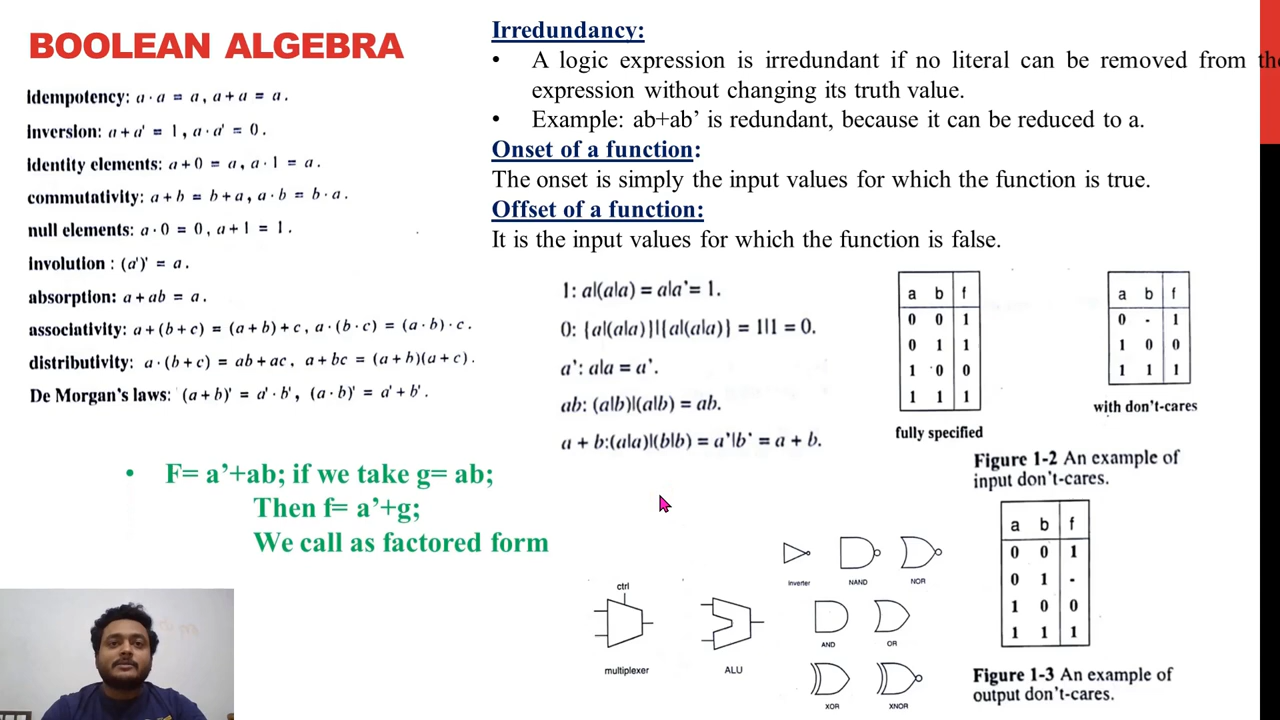 BOOLEAN ALGEBRA
Idempotency: a · a = a, a + a = a.
inversion: a + a' = 1, a · a' = 0.
identity elements: a + 0 = a, a · 1 = a.
commutativity: a + b = b + a, a · b = b · a.
null elements: a · 0 = 0, a + 1 = 1.
involution : (a')' = a.
absorption: a + ab = a.
associativity: a + (b + c) = (a + b) + c, a · (b · c) = (a · b) · c.
distributivity: a · (b + c) = ab + ac, a + bc = (a + b)(a + c).
De Morgan's laws: (a + b)' = a' · b', (a · b)' = a' + b'.
• F= a’+ab; if we take g= ab;
Then f= a’+g;
We call as factored form
Irredundancy:
• A logic expression is irredundant if no literal can be removed from the
expression without changing its truth value.
• Example: ab+ab’ is redundant, because it can be reduced to a.
Onset of a function:
The onset is simply the input values for which the function is true.
Offset of a function:
It is the input values for which the function is false.
1: a|(a|a) = a|a’= 1.
0: {a|(a|a)}|{a|(a|a)} = 1|1 = 0.
a’: a|a = a’.
ab: (a|b)|(a|b) = ab.
a + b:(a|a)|(b|b) = a’|b’ = a + b.
a b f
0 0 1
0 1 1
1 0 0
1 1 1
fully specified
a b f
0 - 1
1 0 0
1 1 1
with don't-cares
Figure 1-2 An example of
input don't-cares.
a b f
0 0 1
0 1 -
1 0 0
1 1 1
Figure 1-3 An example of
output don't-cares.
ctrl
multiplexer
ALU
inverter
NAND
NOR
AND
OR
XOR
XNOR